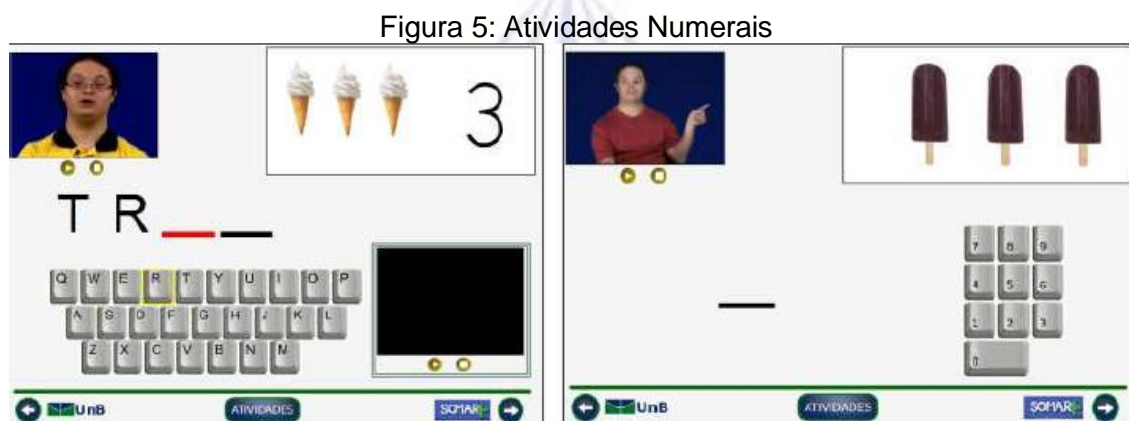 Figura 5: Atividades Numerais
3
T R
Q W E R T Y U I O P
A S D F G H J K L
Z X C V B N M
UnB
ATIVIDADES
SOMAR
7 8 9
4 5 6
1 2 3
0
UnB
ATIVIDADES
SOMAR